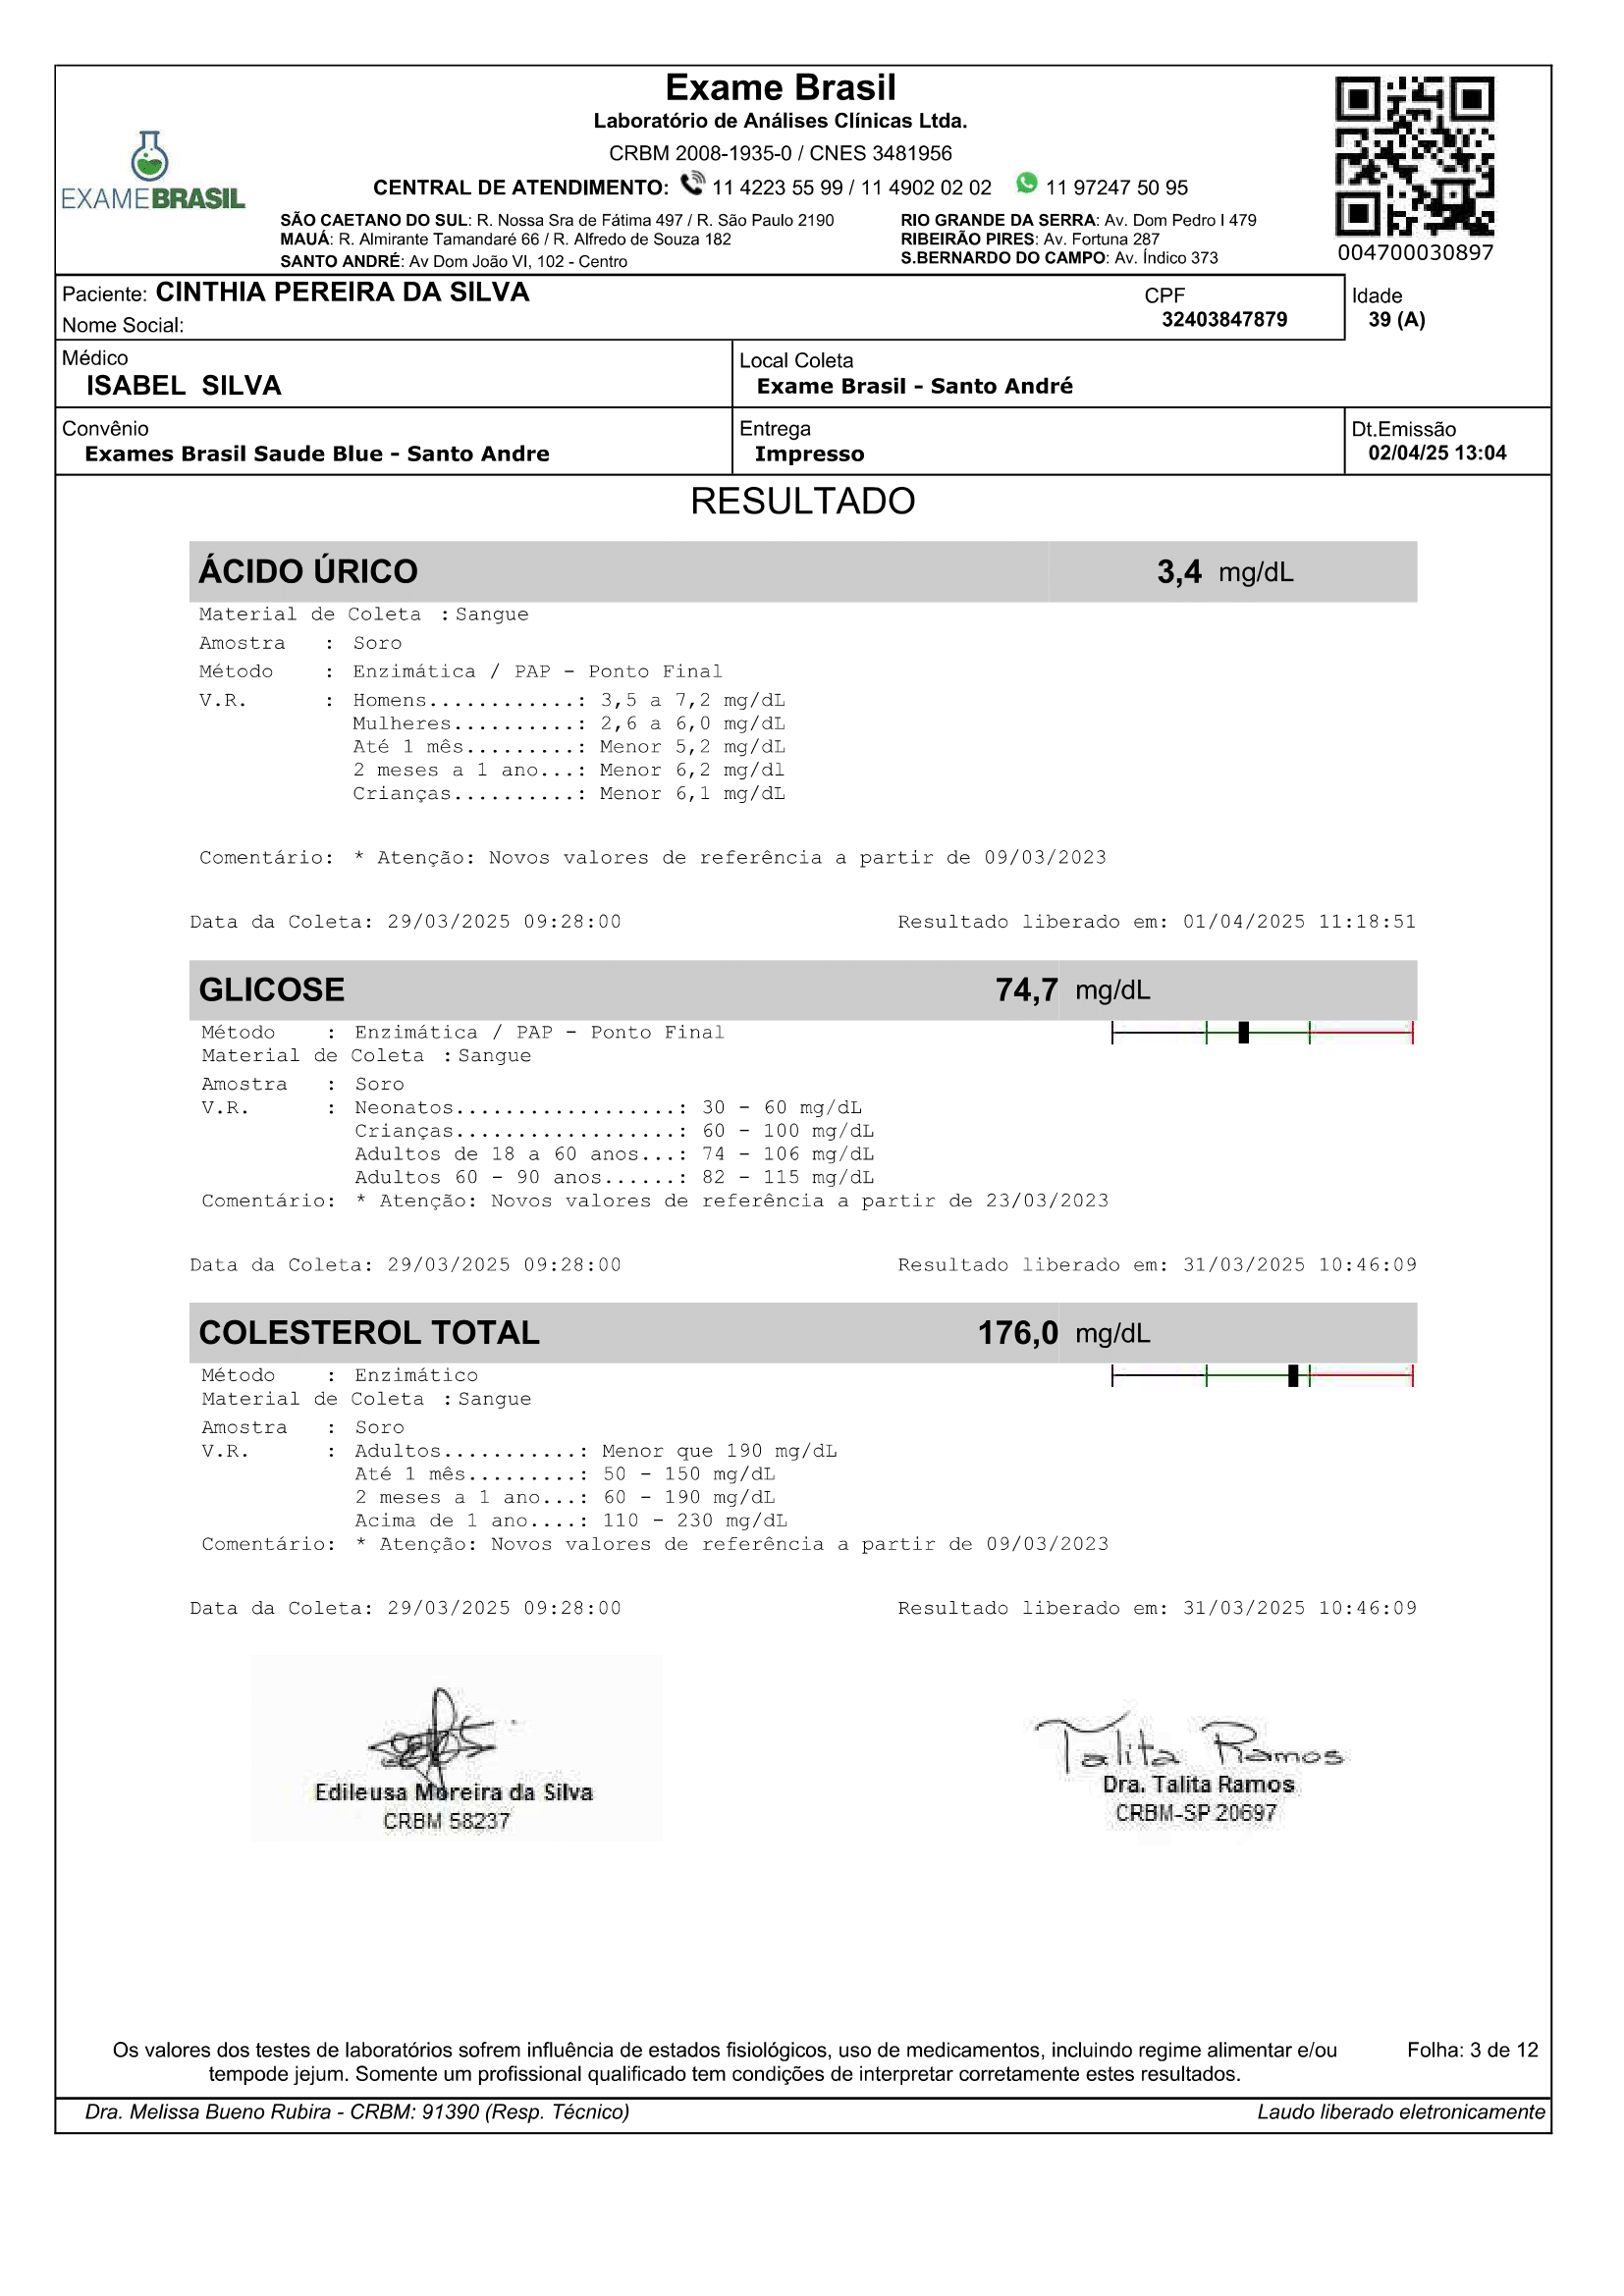 Exame Brasil
Laboratório de Análises Clínicas Ltda.
CRBM 2008-1935-0 / CNES 3481956
EXAMEBRASIL
CENTRAL DE ATENDIMENTO: 11 4223 55 99 / 11 4902 02 02 11 97247 50 95
SÃO CAETANO DO SUL: R. Nossa Sra de Fátima 497 / R. São Paulo 2190
MAUÁ: R. Almirante Tamandaré 66 / R. Alfredo de Souza 182
SANTO ANDRÉ: Av Dom João VI, 102 - Centro
RIO GRANDE DA SERRA: Av. Dom Pedro I 479
RIBEIRÃO PIRES: Av. Fortuna 287
S.BERNARDO DO CAMPO: Av. Índico 373
004700030897
Paciente: CINTHIA PEREIRA DA SILVA
Nome Social:
CPF
32403847879
Idade
39 (A)
Médico
ISABEL SILVA
Local Coleta
Exame Brasil - Santo André
Convênio
Exames Brasil Saude Blue - Santo Andre
Entrega
Impresso
Dt.Emissão
02/04/25 13:04
RESULTADO
ÁCIDO ÚRICO 3,4 mg/dL
Material de Coleta : Sangue
Amostra : Soro
Método : Enzimática / PAP - Ponto Final
V.R. : Homens............: 3,5 a 7,2 mg/dL
Mulheres..........: 2,6 a 6,0 mg/dL
Até 1 mês.........: Menor 5,2 mg/dL
2 meses a 1 ano...: Menor 6,2 mg/dl
Crianças..........: Menor 6,1 mg/dL
Comentário: * Atenção: Novos valores de referência a partir de 09/03/2023
Data da Coleta: 29/03/2025 09:28:00 Resultado liberado em: 01/04/2025 11:18:51
GLICOSE 74,7 mg/dL
Método : Enzimática / PAP - Ponto Final
Material de Coleta : Sangue
Amostra : Soro
V.R. : Neonatos..................: 30 - 60 mg/dL
Crianças..................: 60 - 100 mg/dL
Adultos de 18 a 60 anos...: 74 - 106 mg/dL
Adultos 60 - 90 anos......: 82 - 115 mg/dL
Comentário: * Atenção: Novos valores de referência a partir de 23/03/2023
Data da Coleta: 29/03/2025 09:28:00 Resultado liberado em: 31/03/2025 10:46:09
COLESTEROL TOTAL 176,0 mg/dL
Método : Enzimático
Material de Coleta : Sangue
Amostra : Soro
V.R. : Adultos...........: Menor que 190 mg/dL
Até 1 mês.........: 50 - 150 mg/dL
2 meses a 1 ano...: 60 - 190 mg/dL
Acima de 1 ano....: 110 - 230 mg/dL
Comentário: * Atenção: Novos valores de referência a partir de 09/03/2023
Data da Coleta: 29/03/2025 09:28:00 Resultado liberado em: 31/03/2025 10:46:09
Edileusa Moreira da Silva
CRBM 58237
Talita Ramos
Dra. Talita Ramos
CRBM-SP 20697
Os valores dos testes de laboratórios sofrem influência de estados fisiológicos, uso de medicamentos, incluindo regime alimentar e/ou
tempode jejum. Somente um profissional qualificado tem condições de interpretar corretamente estes resultados.
Folha: 3 de 12
Dra. Melissa Bueno Rubira - CRBM: 91390 (Resp. Técnico) Laudo liberado eletronicamente